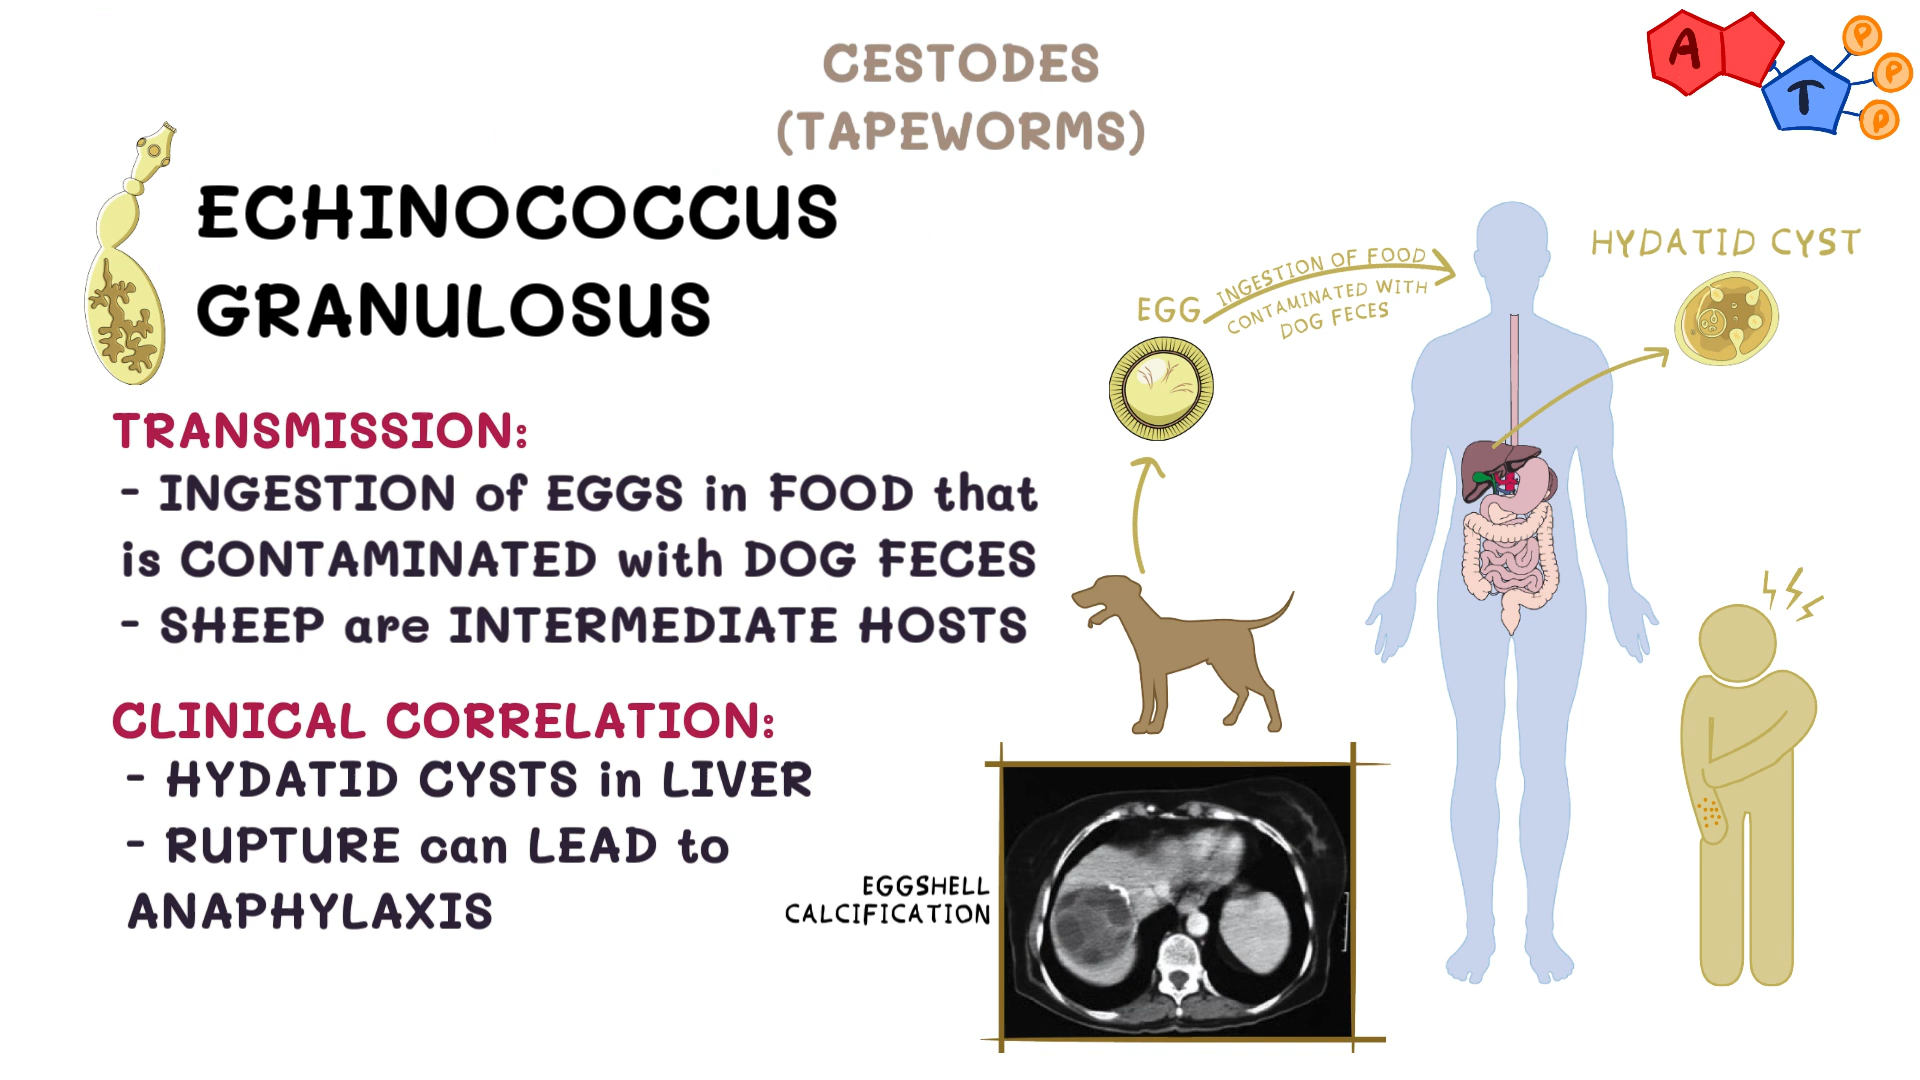 CESTODES
(TAPEWORMS)
A
T
P
P
P
ECHINOCOCCUS
GRANULOSUS
TRANSMISSION:
- INGESTION of EGGS in FOOD that
is CONTAMINATED with DOG FECES
- SHEEP are INTERMEDIATE HOSTS
CLINICAL CORRELATION:
- HYDATID CYSTS in LIVER
- RUPTURE can LEAD to
ANAPHYLAXIS
EGG
INGESTION OF FOOD
CONTAMINATED WITH
DOG FECES
HYDATID CYST
EGGSHELL
CALCIFICATION